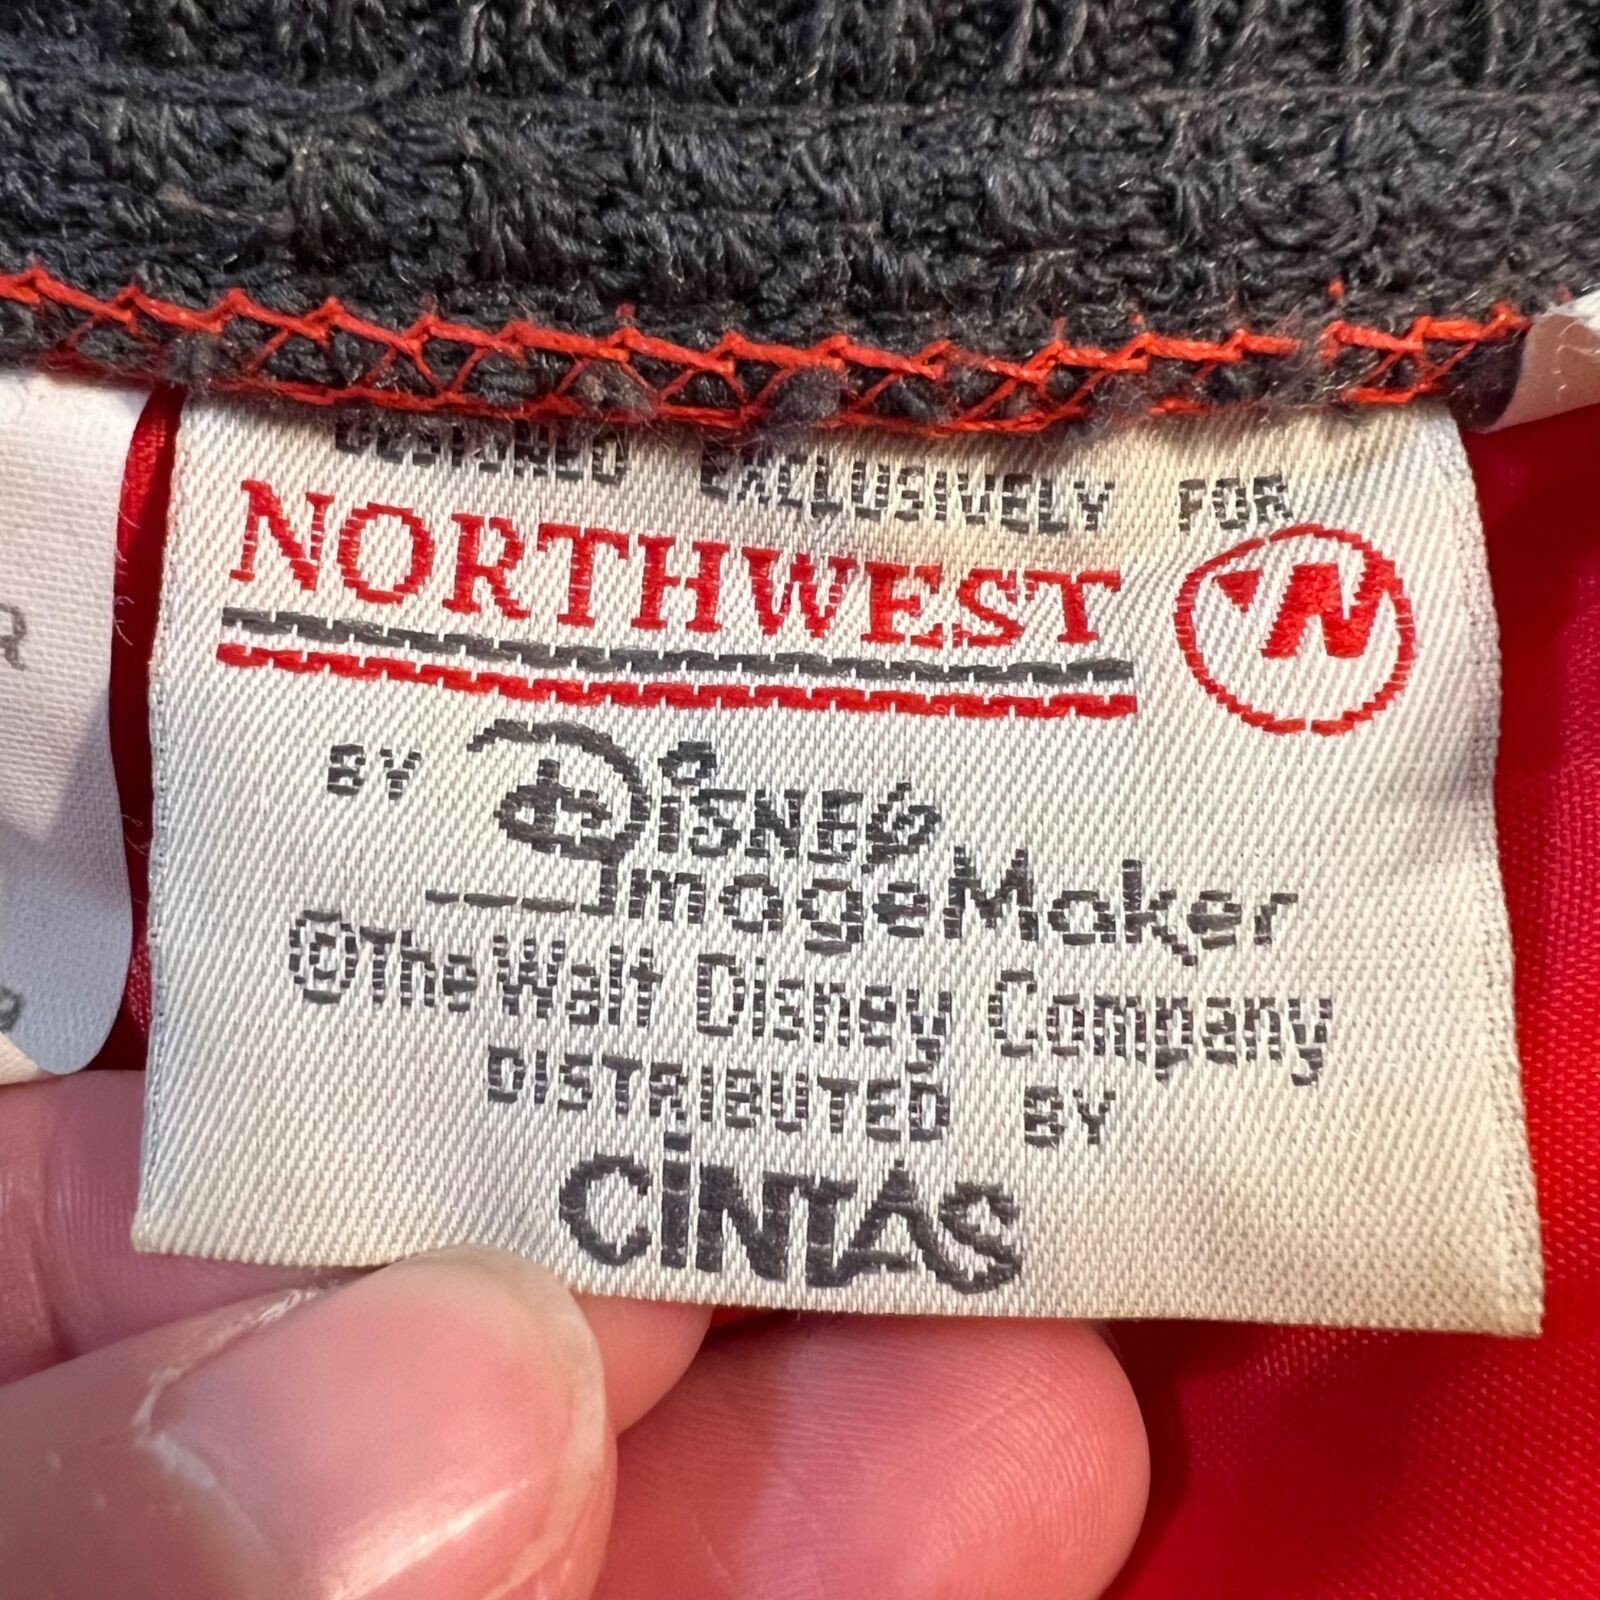 DESIGNED EXCLUSIVELY FOR
NORTHWEST N
BY Disney
ImageMaker
©The Walt Disney Company
DISTRIBUTED BY
CINTAS